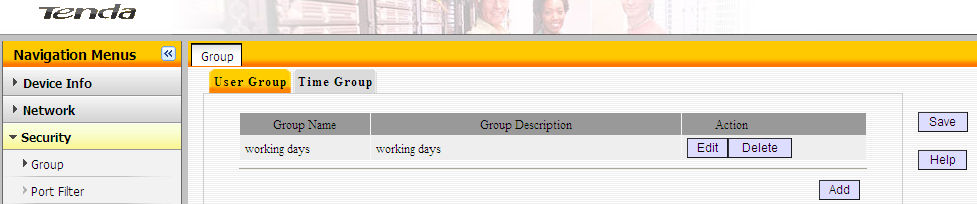 Tenda
Navigation Menus
Group
Device Info
User Group Time Group
Network
Group Name Group Description Action
Save
Security
working days working days Edit Delete
Group
Help
Port Filter
Add